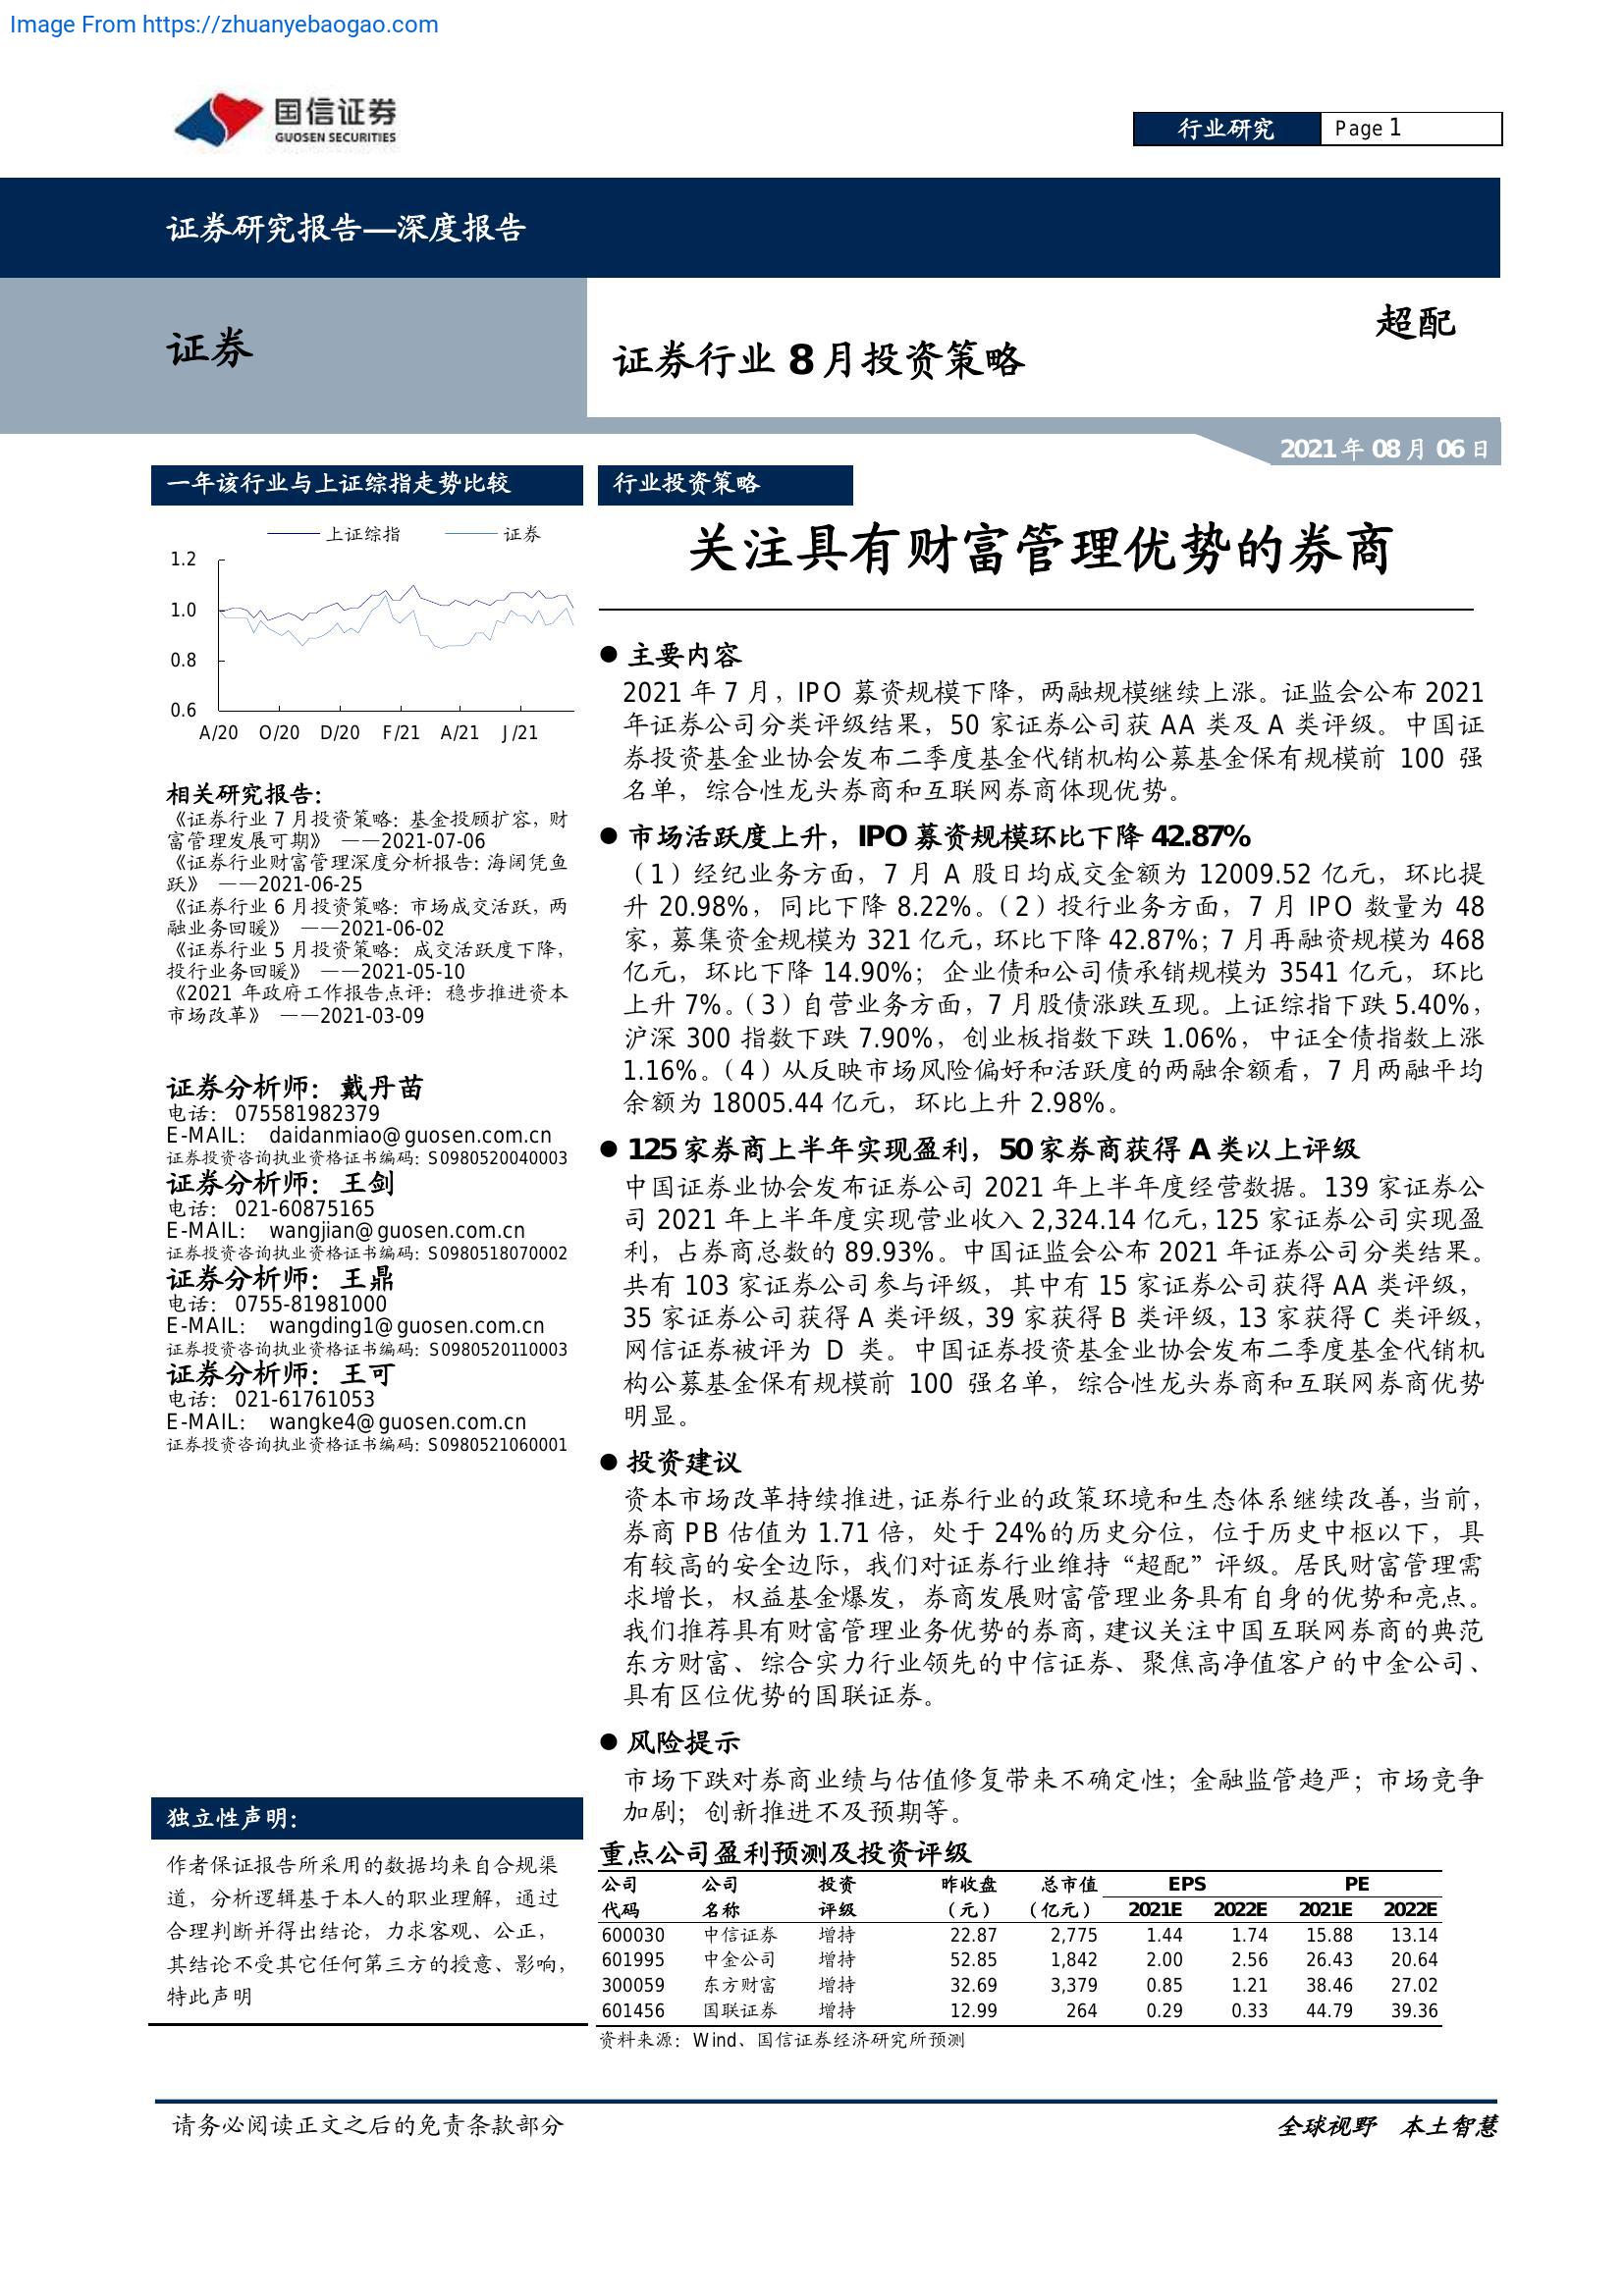 Image From https://zhuanyebaogao.com
国信证券
GUOSEN SECURITIES
行业研究
Page 1
证券研究报告—深度报告
证券
超配
证券行业 8 月投资策略
2021 年 08 月 06 日
一年该行业与上证综指走势比较
上证综指 证券
1.2
1.0
0.8
0.6
A/20 O/20 D/20 F/21 A/21 J/21
相关研究报告：
《证券行业 7 月投资策略：基金投顾扩容，财
富管理发展可期》 ——2021-07-06
《证券行业财富管理深度分析报告：海阔凭鱼
跃》 ——2021-06-25
《证券行业 6 月投资策略：市场成交活跃，两
融业务回暖》 ——2021-06-02
《证券行业 5 月投资策略：成交活跃度下降，
投行业务回暖》 ——2021-05-10
《2021 年政府工作报告点评：稳步推进资本
市场改革》 ——2021-03-09
证券分析师：戴丹苗
电话： 075581982379
E-MAIL： daidanmiao@guosen.com.cn
证券投资咨询执业资格证书编码：S0980520040003
证券分析师：王剑
电话： 021-60875165
E-MAIL： wangjian@guosen.com.cn
证券投资咨询执业资格证书编码：S0980518070002
证券分析师：王鼎
电话： 0755-81981000
E-MAIL： wangding1@guosen.com.cn
证券投资咨询执业资格证书编码：S0980520110003
证券分析师：王可
电话： 021-61761053
E-MAIL： wangke4@guosen.com.cn
证券投资咨询执业资格证书编码：S0980521060001
独立性声明：
作者保证报告所采用的数据均来自合规渠
道，分析逻辑基于本人的职业理解，通过
合理判断并得出结论，力求客观、公正，
其结论不受其它任何第三方的授意、影响，
特此声明
行业投资策略
关注具有财富管理优势的券商
● 主要内容
2021 年 7 月，IPO 募资规模下降，两融规模继续上涨。证监会公布 2021
年证券公司分类评级结果，50 家证券公司获 AA 类及 A 类评级。中国证
券投资基金业协会发布二季度基金代销机构公募基金保有规模前 100 强
名单，综合性龙头券商和互联网券商体现优势。
● 市场活跃度上升，IPO 募资规模环比下降 42.87%
（1）经纪业务方面，7 月 A 股日均成交金额为 12009.52 亿元，环比提
升 20.98%，同比下降 8.22%。（2）投行业务方面，7 月 IPO 数量为 48
家，募集资金规模为 321 亿元，环比下降 42.87%；7 月再融资规模为 468
亿元，环比下降 14.90%；企业债和公司债承销规模为 3541 亿元，环比
上升 7%。（3）自营业务方面，7 月股债涨跌互现。上证综指下跌 5.40%，
沪深 300 指数下跌 7.90%，创业板指数下跌 1.06%，中证全债指数上涨
1.16%。（4）从反映市场风险偏好和活跃度的两融余额看，7 月两融平均
余额为 18005.44 亿元，环比上升 2.98%。
● 125 家券商上半年实现盈利，50 家券商获得 A 类以上评级
中国证券业协会发布证券公司 2021 年上半年度经营数据。139 家证券公
司 2021 年上半年度实现营业收入 2,324.14 亿元，125 家证券公司实现盈
利，占券商总数的 89.93%。中国证监会公布 2021 年证券公司分类结果。
共有 103 家证券公司参与评级，其中有 15 家证券公司获得 AA 类评级，
35 家证券公司获得 A 类评级，39 家获得 B 类评级，13 家获得 C 类评级，
网信证券被评为 D 类。中国证券投资基金业协会发布二季度基金代销机
构公募基金保有规模前 100 强名单，综合性龙头券商和互联网券商优势
明显。
● 投资建议
资本市场改革持续推进，证券行业的政策环境和生态体系继续改善，当前，
券商 PB 估值为 1.71 倍，处于 24%的历史分位，位于历史中枢以下，具
有较高的安全边际，我们对证券行业维持“超配”评级。居民财富管理需
求增长，权益基金爆发，券商发展财富管理业务具有自身的优势和亮点。
我们推荐具有财富管理业务优势的券商，建议关注中国互联网券商的典范
东方财富、综合实力行业领先的中信证券、聚焦高净值客户的中金公司、
具有区位优势的国联证券。
● 风险提示
市场下跌对券商业绩与估值修复带来不确定性；金融监管趋严；市场竞争
加剧；创新推进不及预期等。
重点公司盈利预测及投资评级
公司 公司 投资 昨收盘 总市值 EPS PE
代码 名称 评级 （元） （亿元） 2021E 2022E 2021E 2022E
600030 中信证券 增持 22.87 2,775 1.44 1.74 15.88 13.14
601995 中金公司 增持 52.85 1,842 2.00 2.56 26.43 20.64
300059 东方财富 增持 32.69 3,379 0.85 1.21 38.46 27.02
601456 国联证券 增持 12.99 264 0.29 0.33 44.79 39.36
资料来源：Wind、国信证券经济研究所预测
请务必阅读正文之后的免责条款部分
全球视野 本土智慧